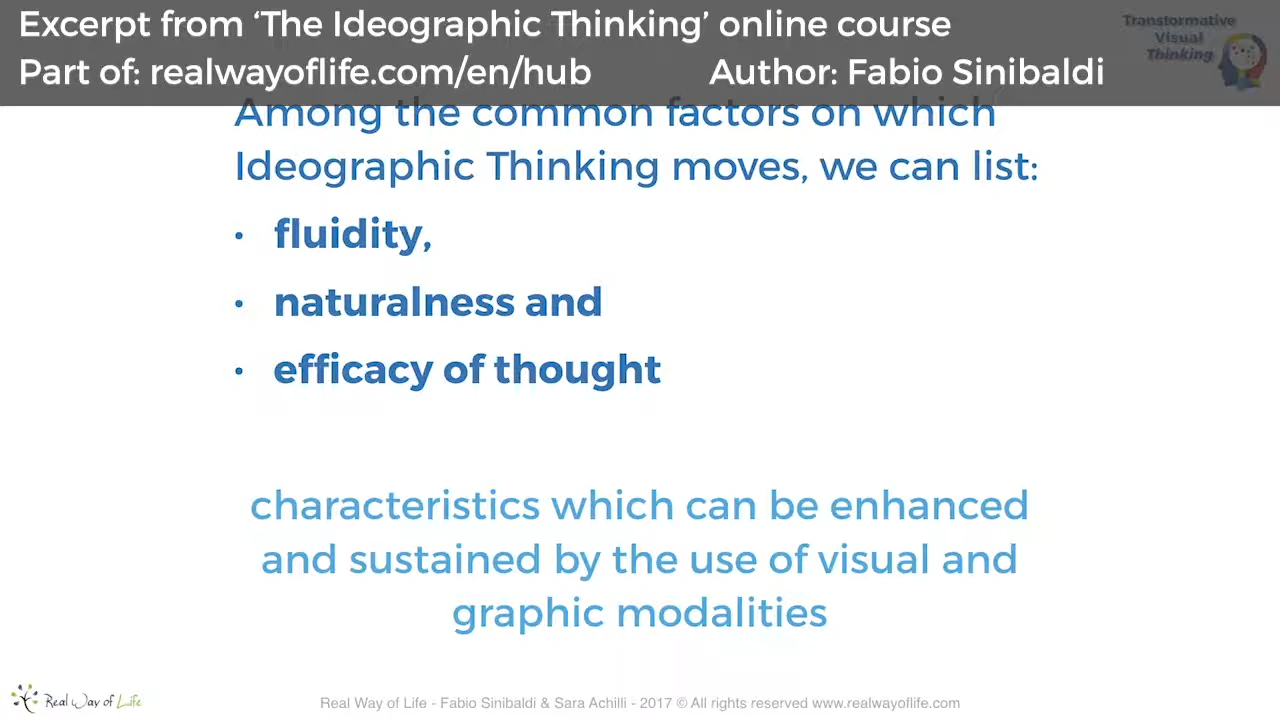 Excerpt from ‘The Ideographic Thinking’ online course
Part of: realwayoflife.com/en/hub Author: Fabio Sinibaldi
Transformative
Visual
Thinking
Among the common factors on which
Ideographic Thinking moves, we can list:
• fluidity,
• naturalness and
• efficacy of thought
characteristics which can be enhanced
and sustained by the use of visual and
graphic modalities
Real Way of Life
Real Way of Life - Fabio Sinibaldi & Sara Achilli - 2017 © All rights reserved www.realwayoflife.com